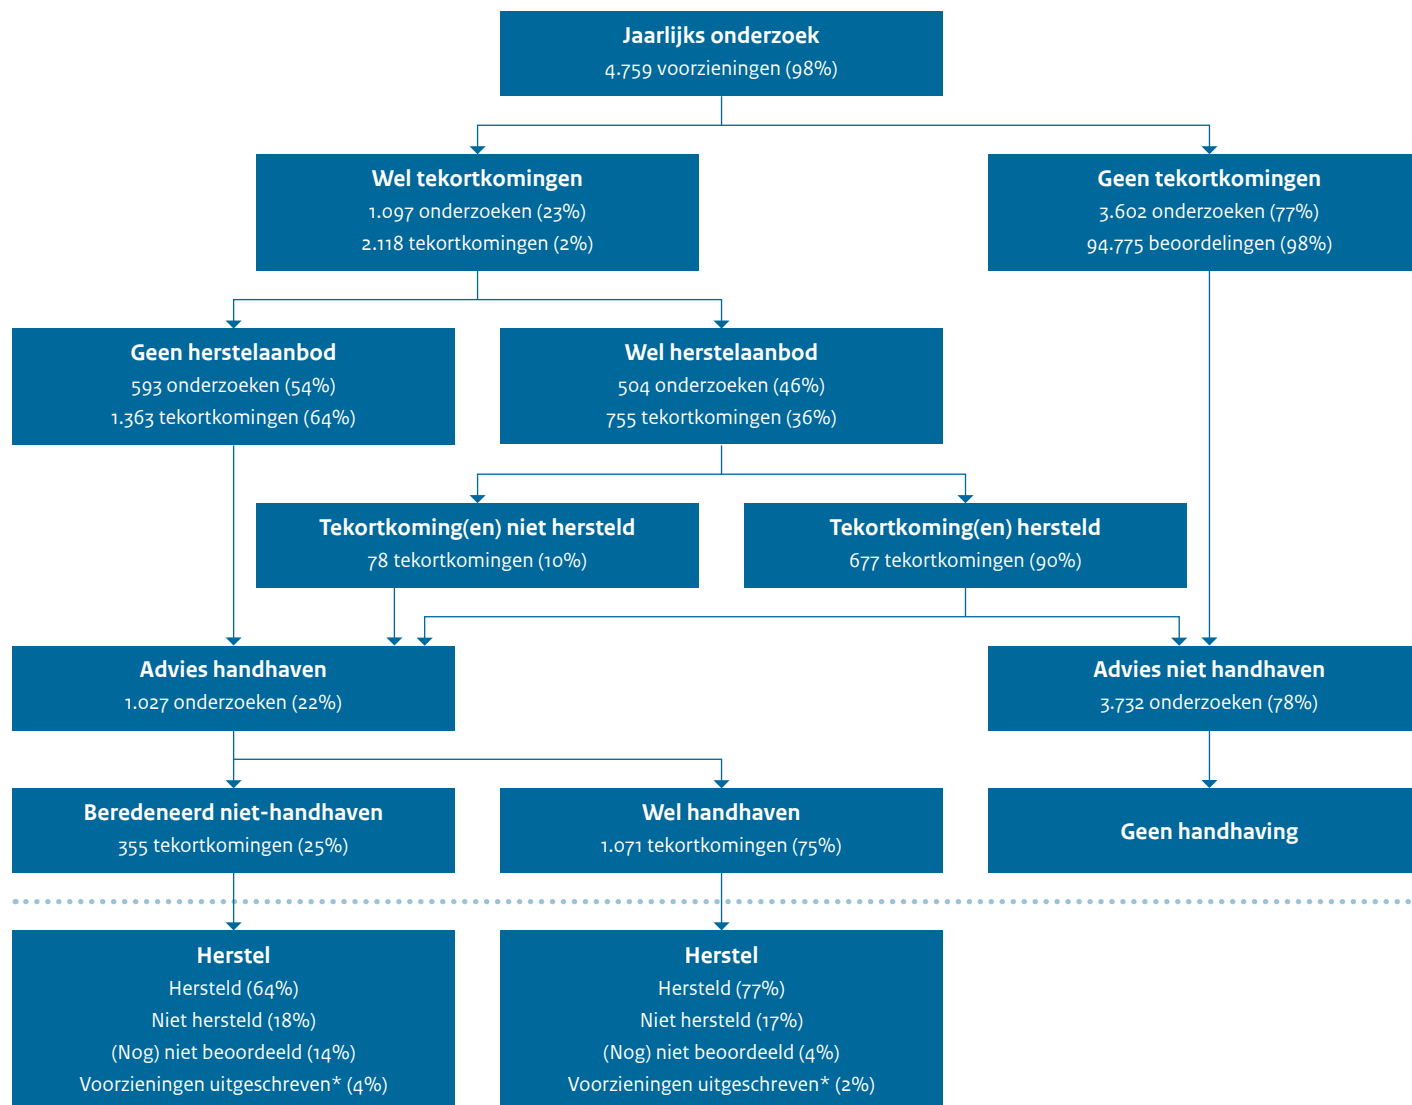 Jaarlijks onderzoek
4.759 voorzieningen (98%)
Wel tekortkomingen
1.097 onderzoeken (23%)
2.118 tekortkomingen (2%)
Geen tekortkomingen
3.602 onderzoeken (77%)
94.775 beoordelingen (98%)
Geen herstelaanbod
593 onderzoeken (54%)
1.363 tekortkomingen (64%)
Wel herstelaanbod
504 onderzoeken (46%)
755 tekortkomingen (36%)
Tekortkoming(en) niet hersteld
78 tekortkomingen (10%)
Tekortkoming(en) hersteld
677 tekortkomingen (90%)
Advies handhaven
1.027 onderzoeken (22%)
Advies niet handhaven
3.732 onderzoeken (78%)
Beredeneerd niet-handhaven
355 tekortkomingen (25%)
Wel handhaven
1.071 tekortkomingen (75%)
Geen handhaving
Herstel
Hersteld (64%)
Niet hersteld (18%)
(Nog) niet beoordeeld (14%)
Voorzieningen uitgeschreven* (4%)
Herstel
Hersteld (77%)
Niet hersteld (17%)
(Nog) niet beoordeeld (4%)
Voorzieningen uitgeschreven* (2%)